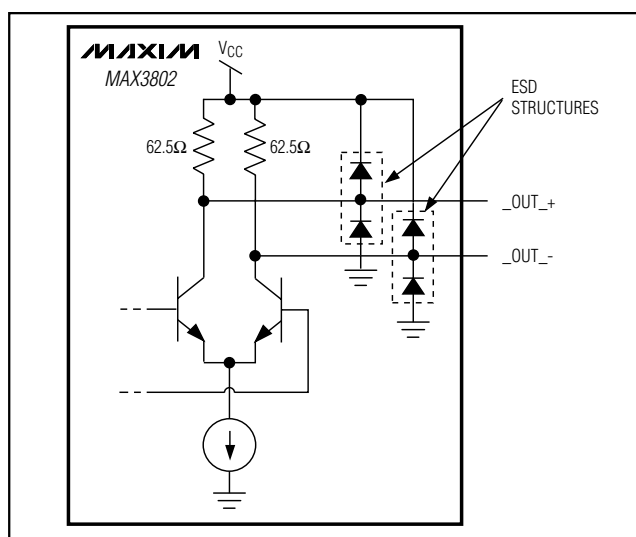 MAXIM
MAX3802
VCC
62.5Ω
62.5Ω
ESD
STRUCTURES
_OUT_+
_OUT_-